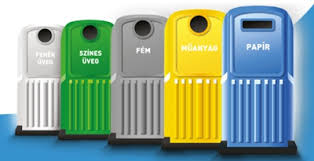 FEHÉR
ÜVEG
SZÍNES
ÜVEG
FÉM
MŰANYAG
PAPÍR